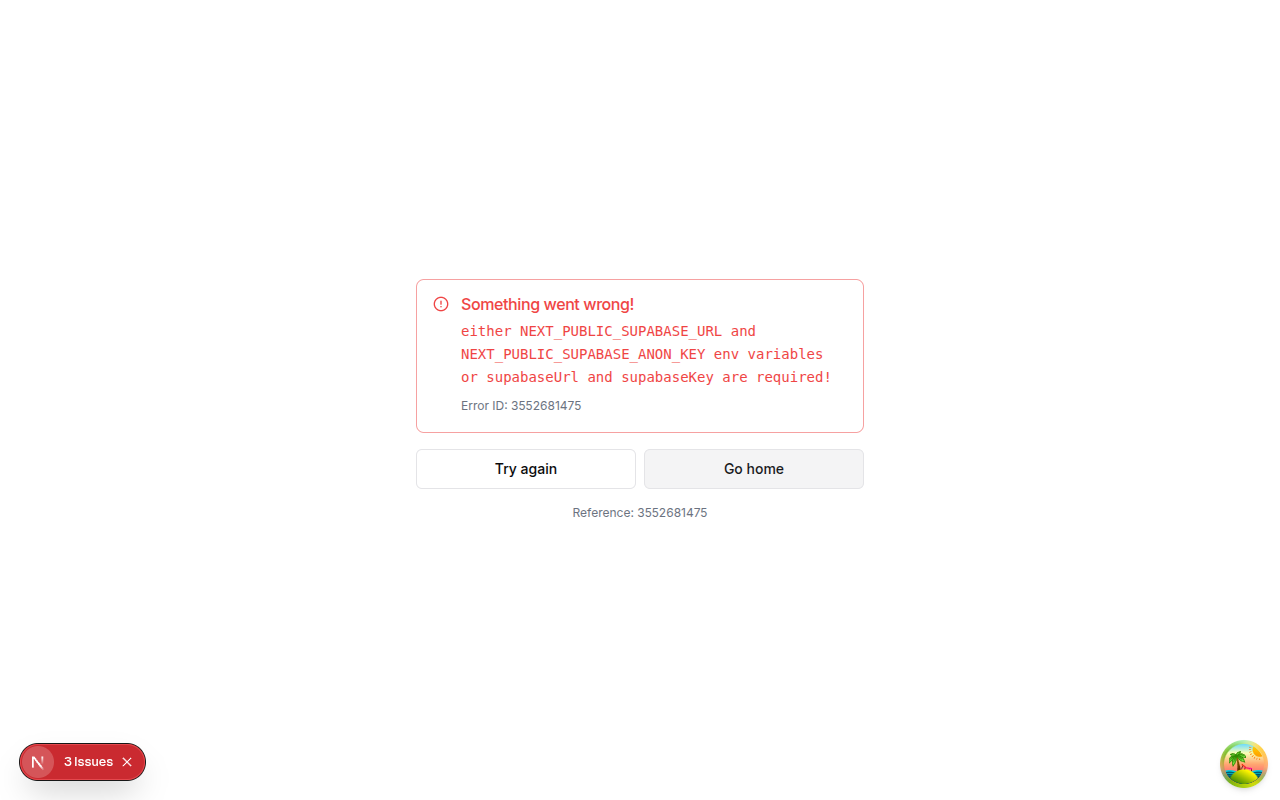 Something went wrong!
either NEXT_PUBLIC_SUPABASE_URL and
NEXT_PUBLIC_SUPABASE_ANON_KEY env variables
or supabaseUrl and supabaseKey are required!
Error ID: 3552681475
Try again
Go home
Reference: 3552681475
N 3 Issues